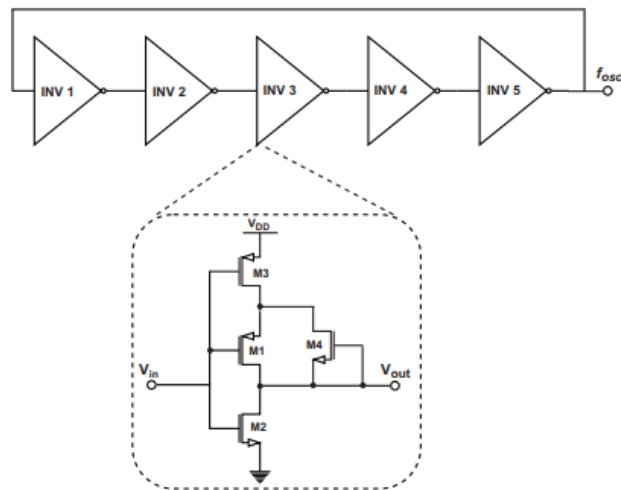 INV 1 INV 2 INV 3 INV 4 INV 5 fosc
VDD
M3
M1 M4
Vin Vout
M2